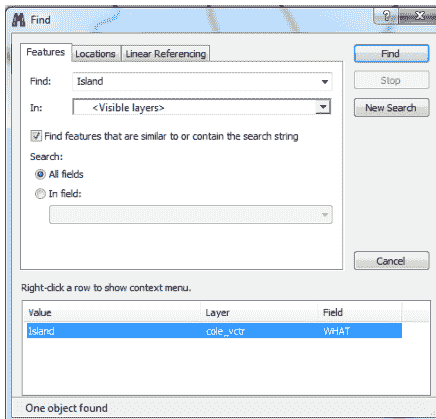 Find
Features Locations Linear Referencing
Find: Island
Find
In: <Visible layers>
Stop
New Search
Find features that are similar to or contain the search string
Search:
All fields
In field:
Cancel
Right-click a row to show context menu.
Value Layer Field
Island cole_vctr WHAT
One object found